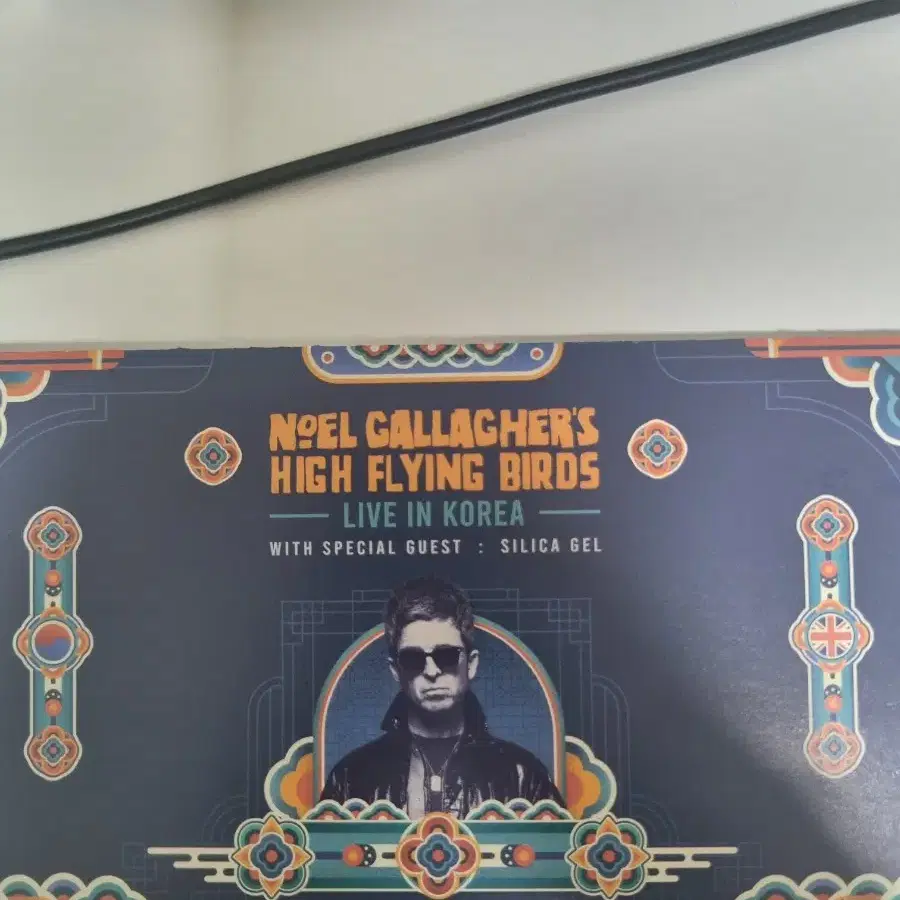 NOEL GALLAGHER'S
HIGH FLYING BIRDS
LIVE IN KOREA
WITH SPECIAL GUEST : SILICA GEL